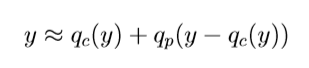 y ≈ q_c(y) + q_p(y − q_c(y))